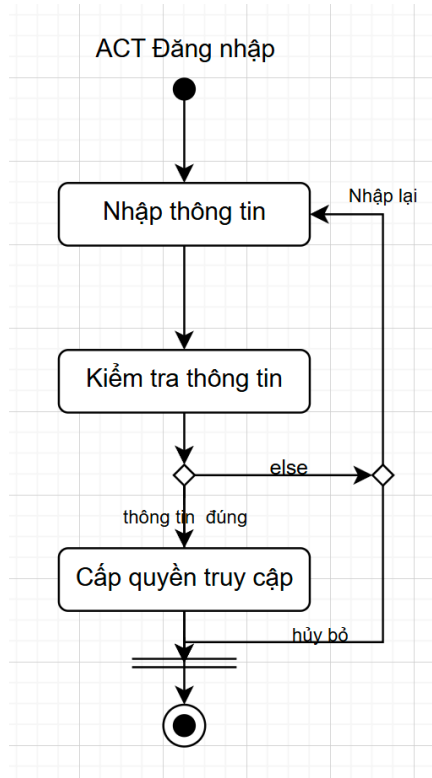 ACT Đăng nhập
Nhập lại
Nhập thông tin
Kiểm tra thông tin
else
thông tin đúng
Cấp quyền truy cập
hủy bỏ